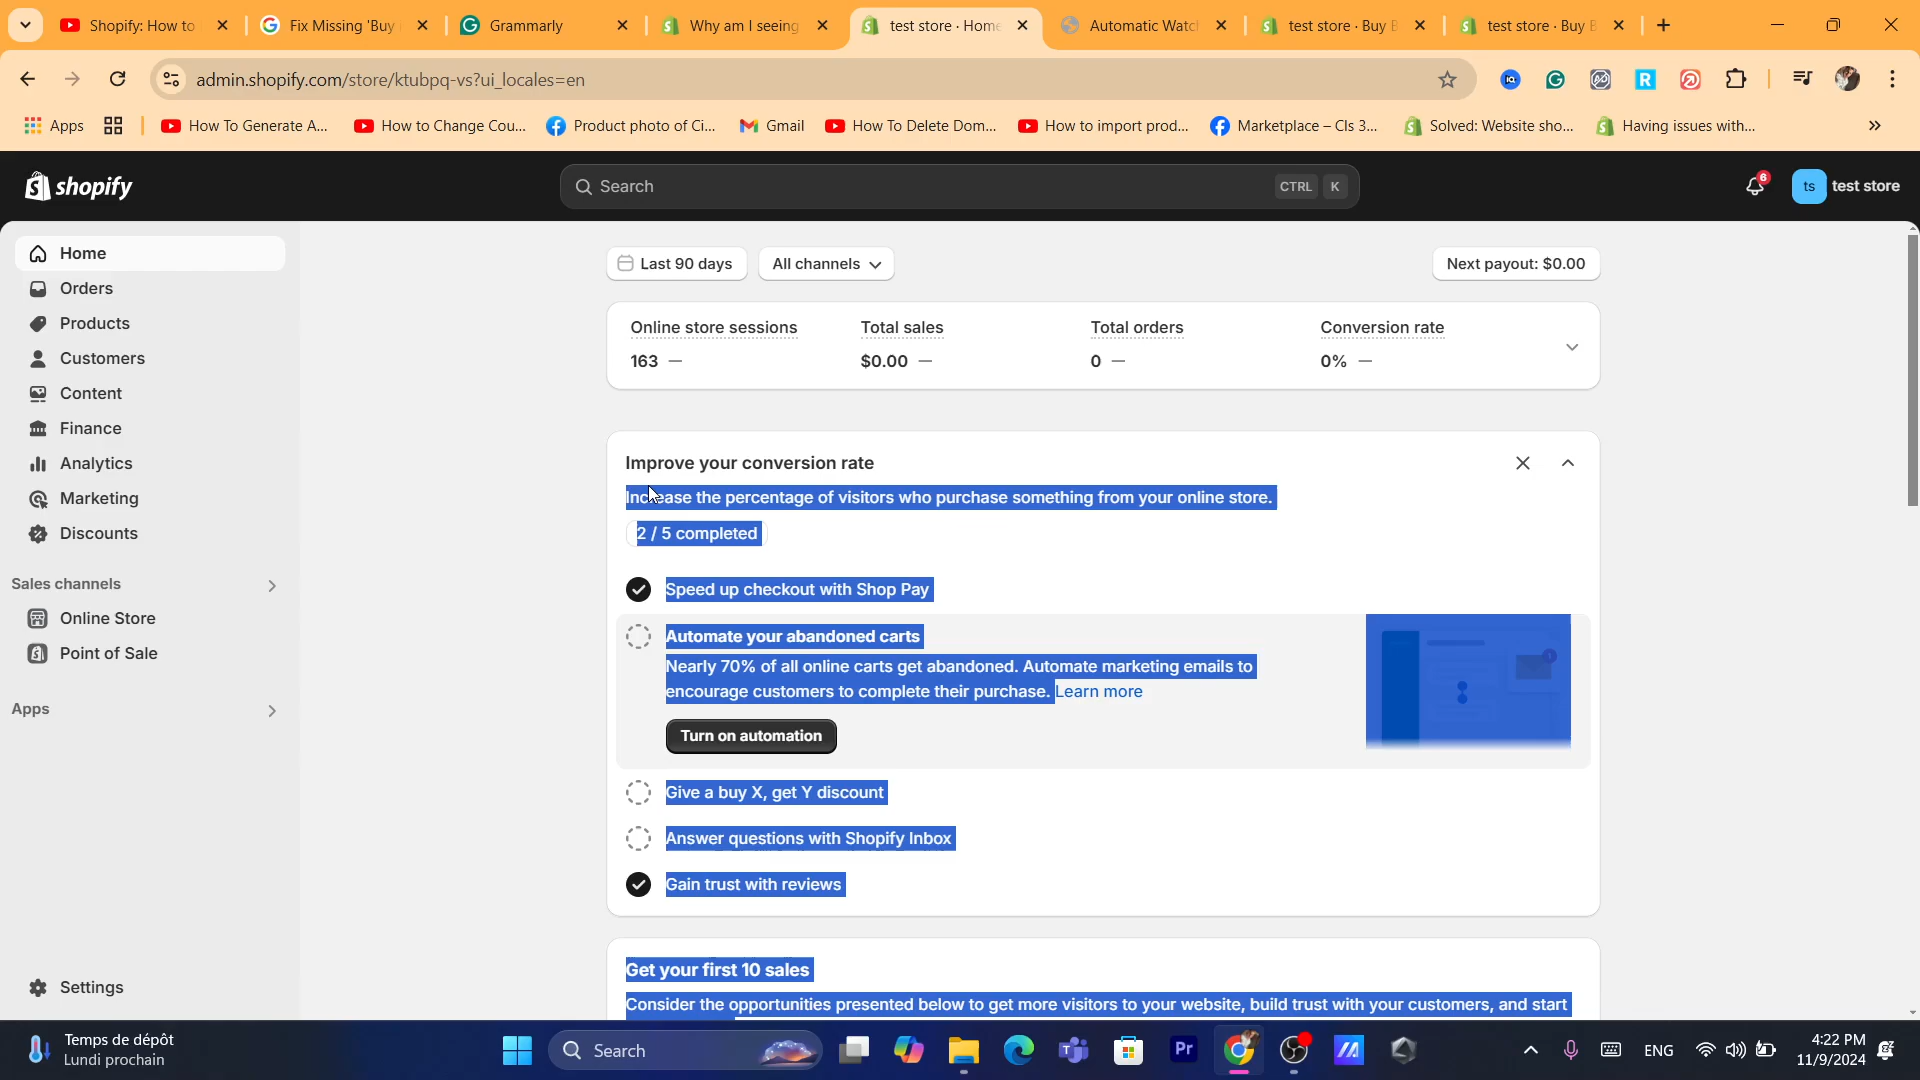 Shopify: How to
Fix Missing 'Buy
Grammarly
Why am I seeing
test store · Home
Automatic Watc
test store · Buy B
test store · Buy B
admin.shopify.com/store/ktubpq-vs?ui_locales=en
Apps
How To Generate A...
How to Change Cou...
Product photo of Ci...
Gmail
How To Delete Dom...
How to import prod...
Marketplace – Cls 3...
Solved: Website sho...
Having issues with...
shopify
Search
CTRL K
6
ts
test store
Home
Orders
Products
Customers
Content
Finance
Analytics
Marketing
Discounts
Sales channels
Online Store
Point of Sale
Apps
Settings
Last 90 days
All channels
Next payout: $0.00
Online store sessions
163 —
Total sales
$0.00 —
Total orders
0 —
Conversion rate
0% —
Improve your conversion rate
Increase the percentage of visitors who purchase something from your online store.
2 / 5 completed
Speed up checkout with Shop Pay
Automate your abandoned carts
Nearly 70% of all online carts get abandoned. Automate marketing emails to
encourage customers to complete their purchase. Learn more
Turn on automation
Give a buy X, get Y discount
Answer questions with Shopify Inbox
Gain trust with reviews
Get your first 10 sales
Consider the opportunities presented below to get more visitors to your website, build trust with your customers, and start
Temps de dépôt
Lundi prochain
Search
Pr
ENG
4:22 PM
11/9/2024